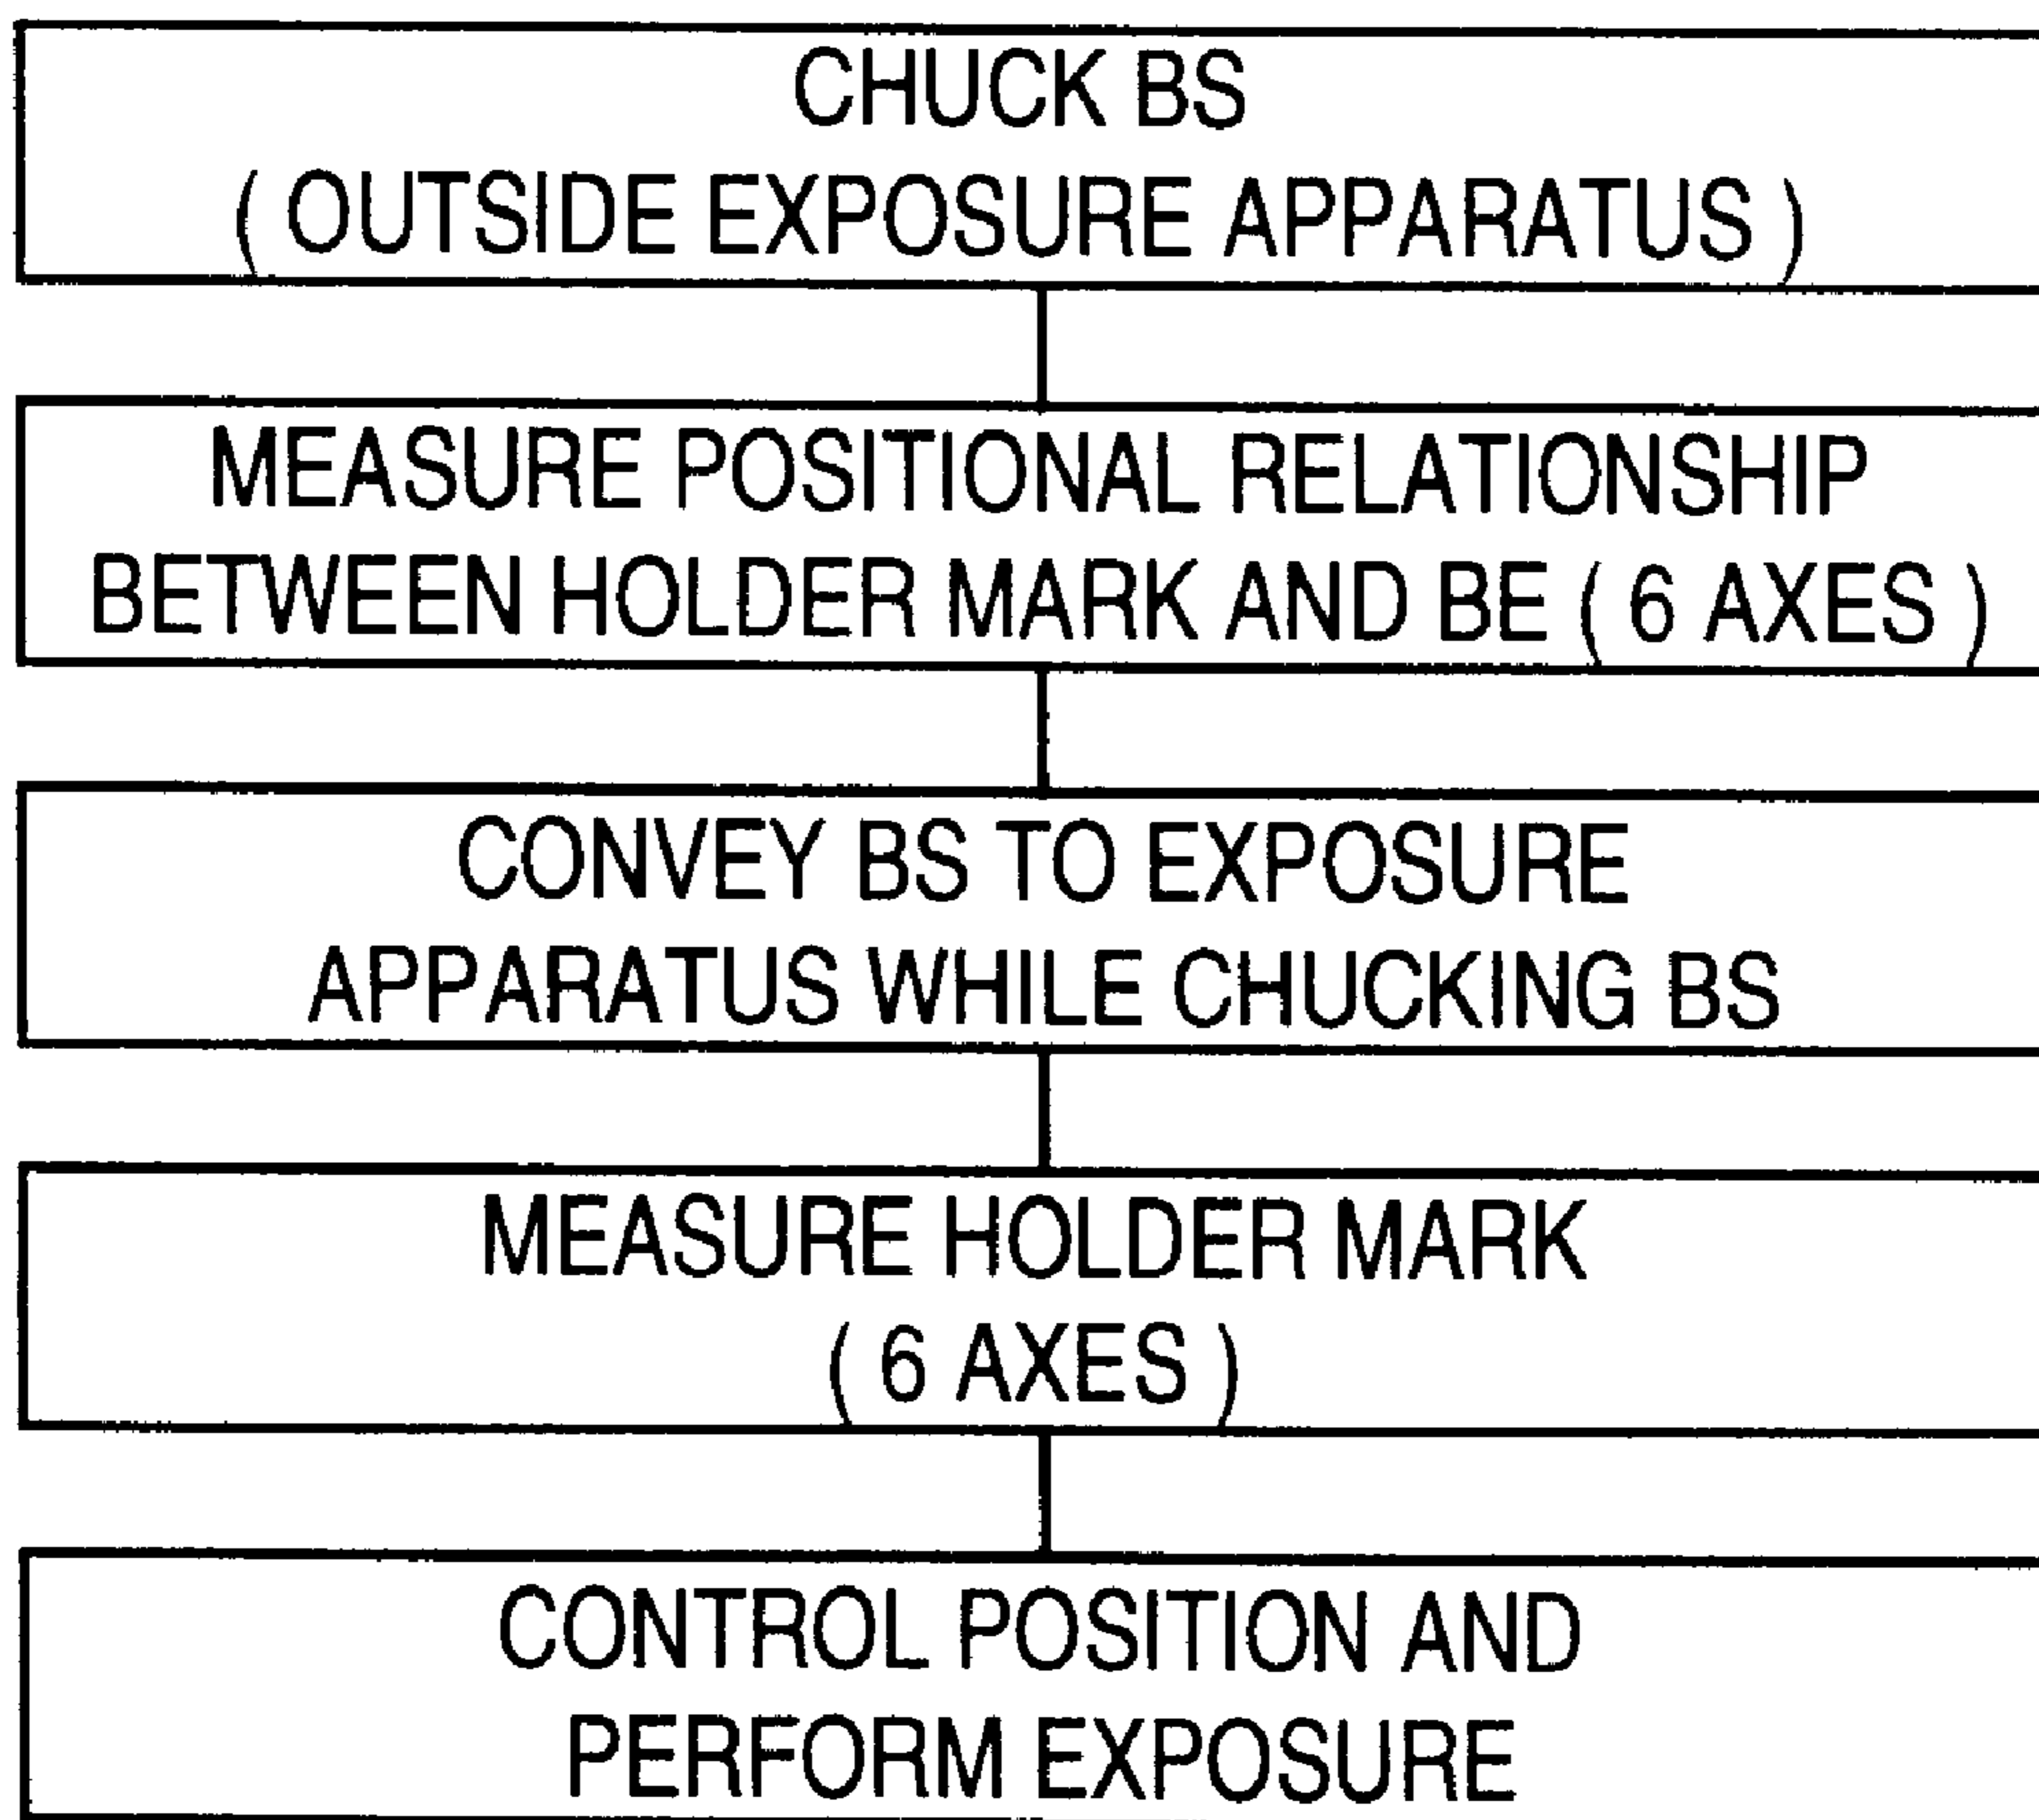 CHUCK BS
( OUTSIDE EXPOSURE APPARATUS )
MEASURE POSITIONAL RELATIONSHIP
BETWEEN HOLDER MARK AND BE ( 6 AXES )
CONVEY BS TO EXPOSURE
APPARATUS WHILE CHUCKING BS
MEASURE HOLDER MARK
( 6 AXES )
CONTROL POSITION AND
PERFORM EXPOSURE